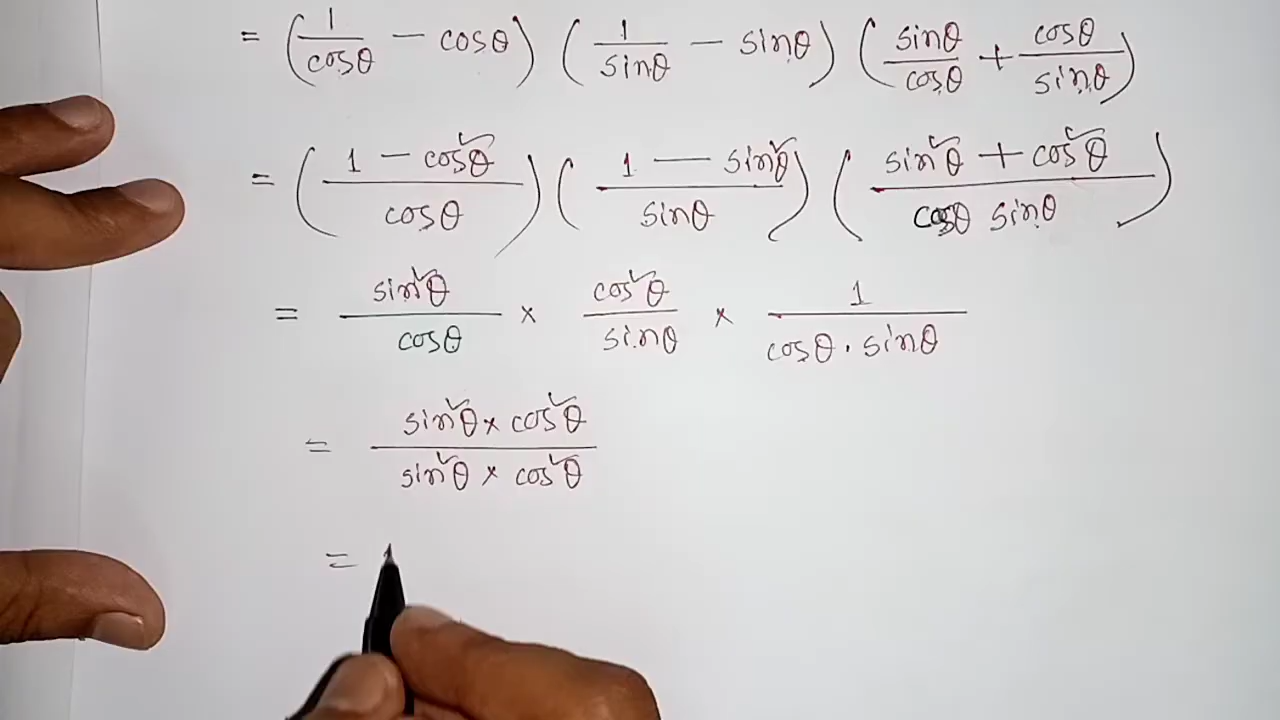 = (1/cosθ − cosθ) (1/sinθ − sinθ) (sinθ/cosθ + cosθ/sinθ)
= ((1 − cos²θ)/cosθ) ((1 − sin²θ)/sinθ) ((sin²θ + cos²θ)/(cosθ sinθ))
= sin²θ/cosθ × cos²θ/sinθ × 1/(cosθ . sinθ)
= (sin²θ × cos²θ)/(sin²θ × cos²θ)
=